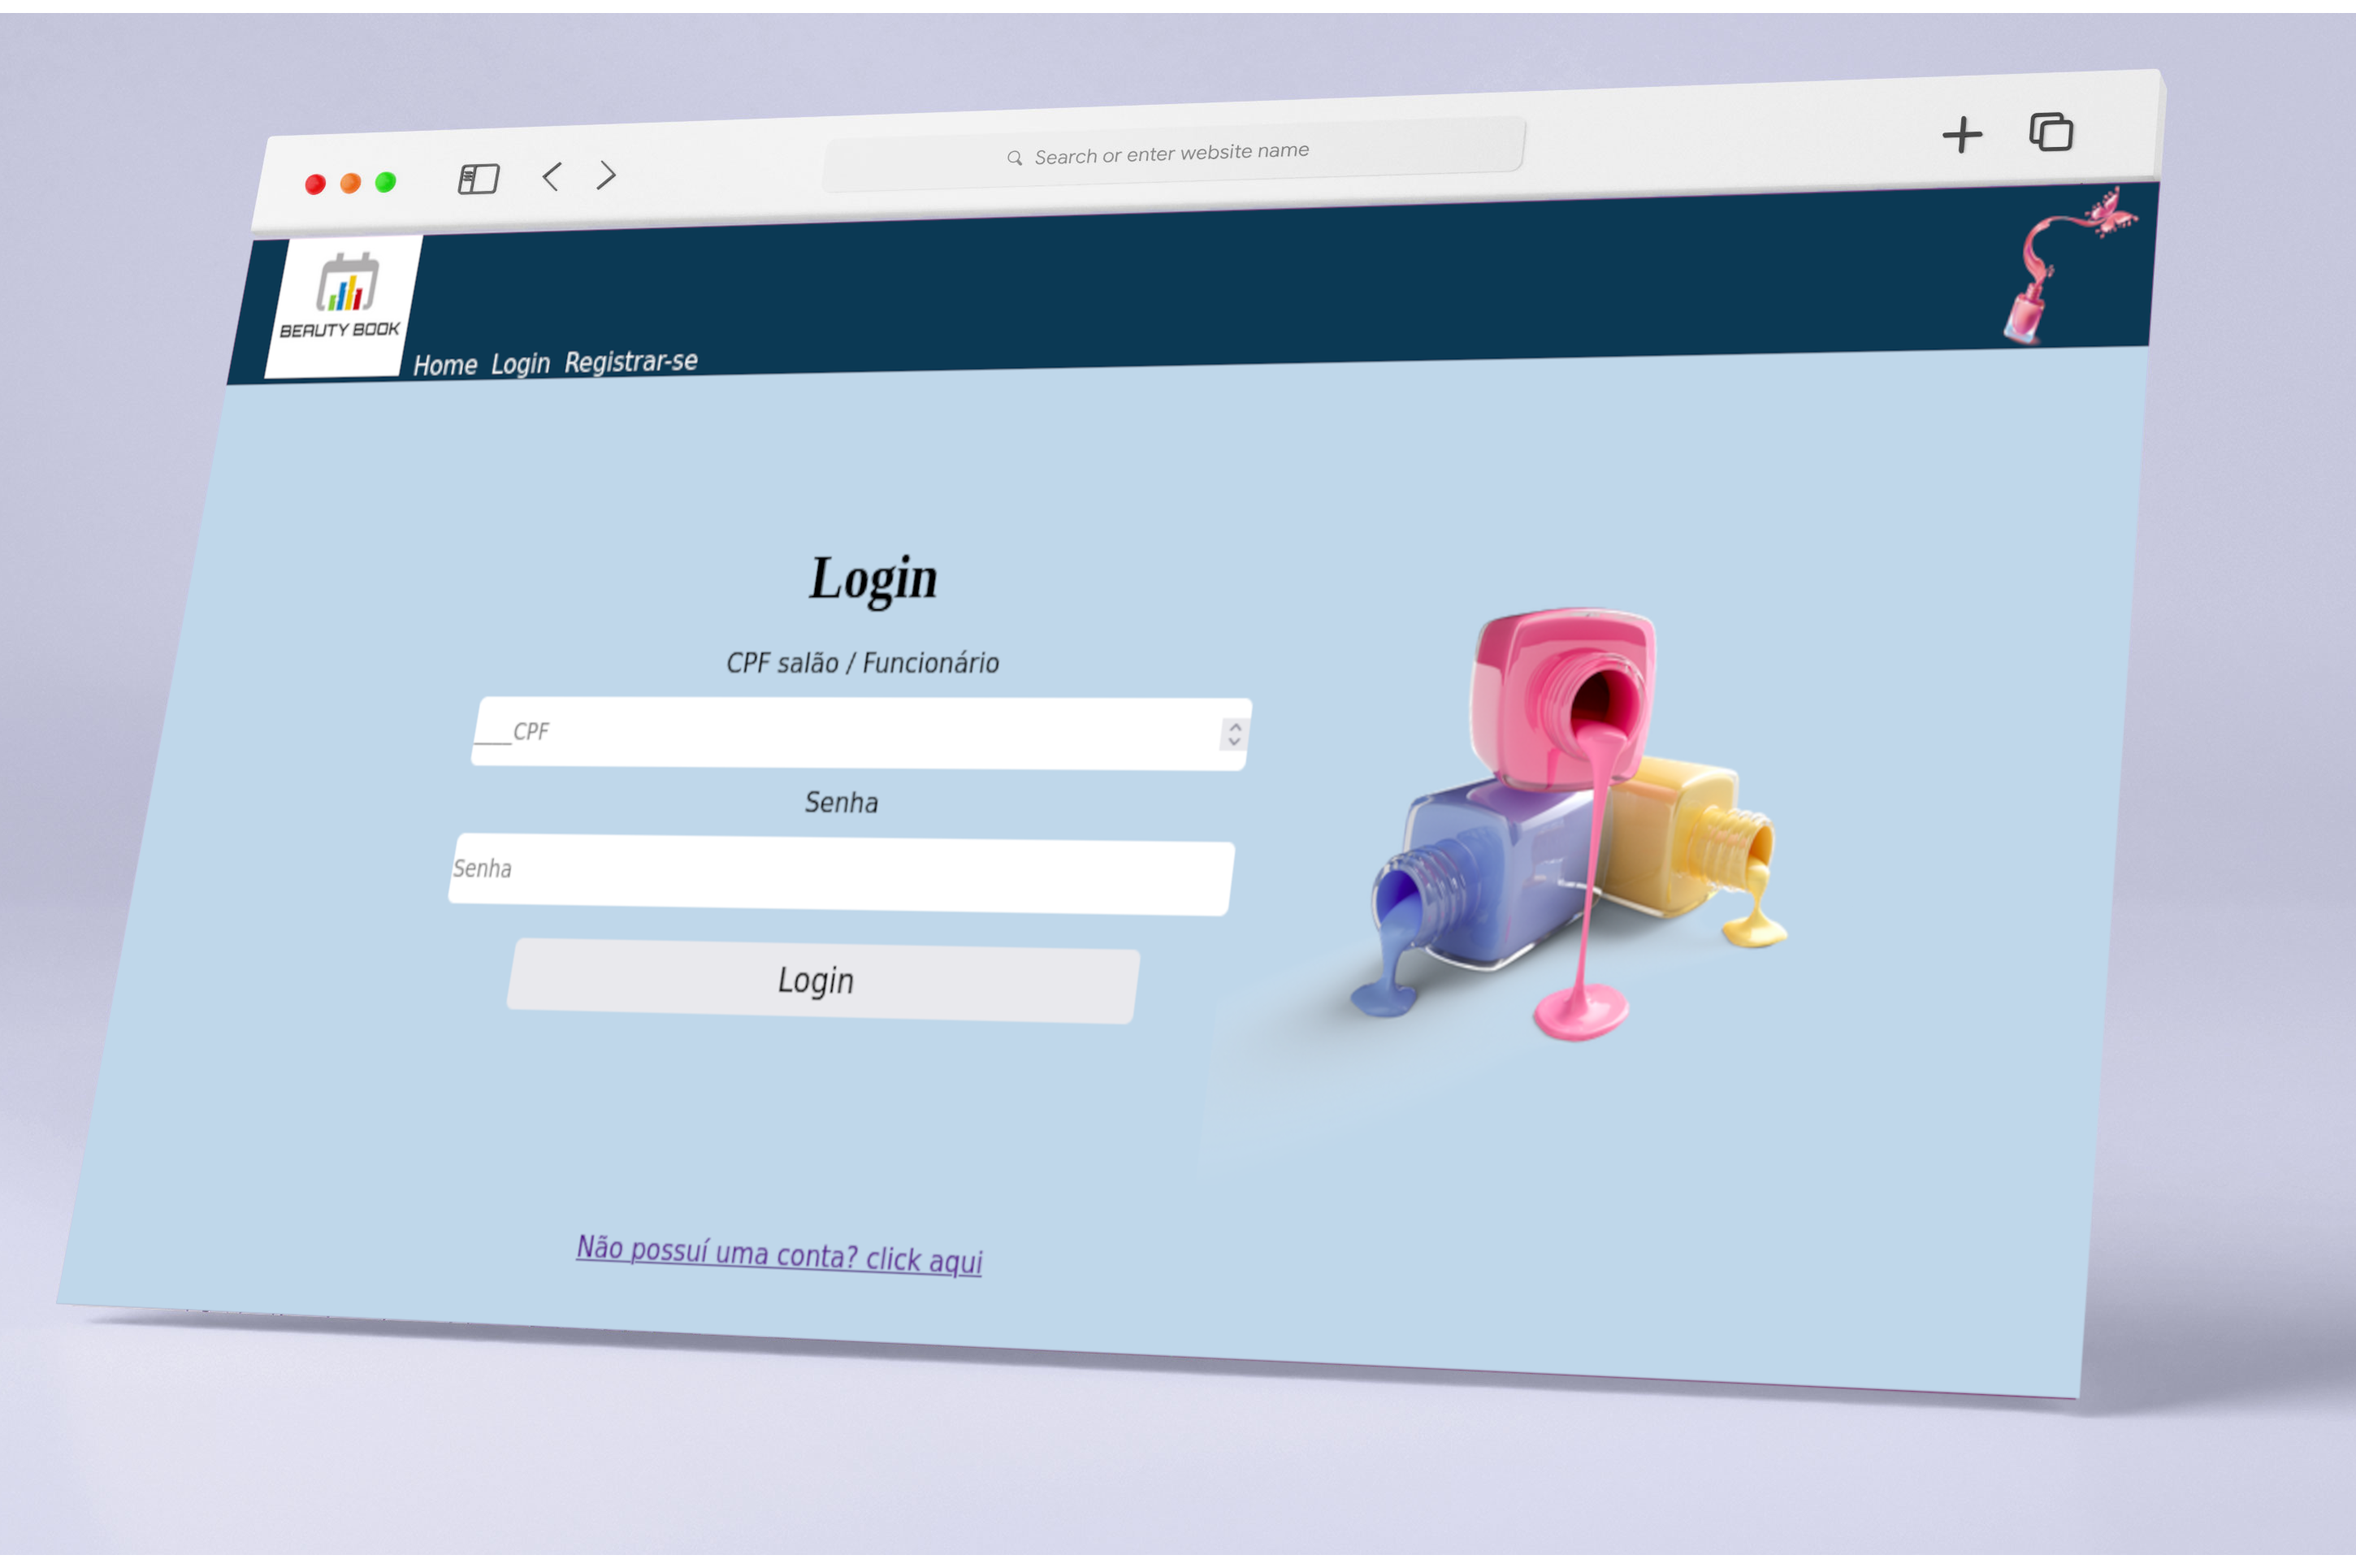 Search or enter website name
BEAUTY BOOK
Home Login Registrar-se
Login
CPF salão / Funcionário
___CPF
Senha
Senha
Login
Não possuí uma conta? click aqui